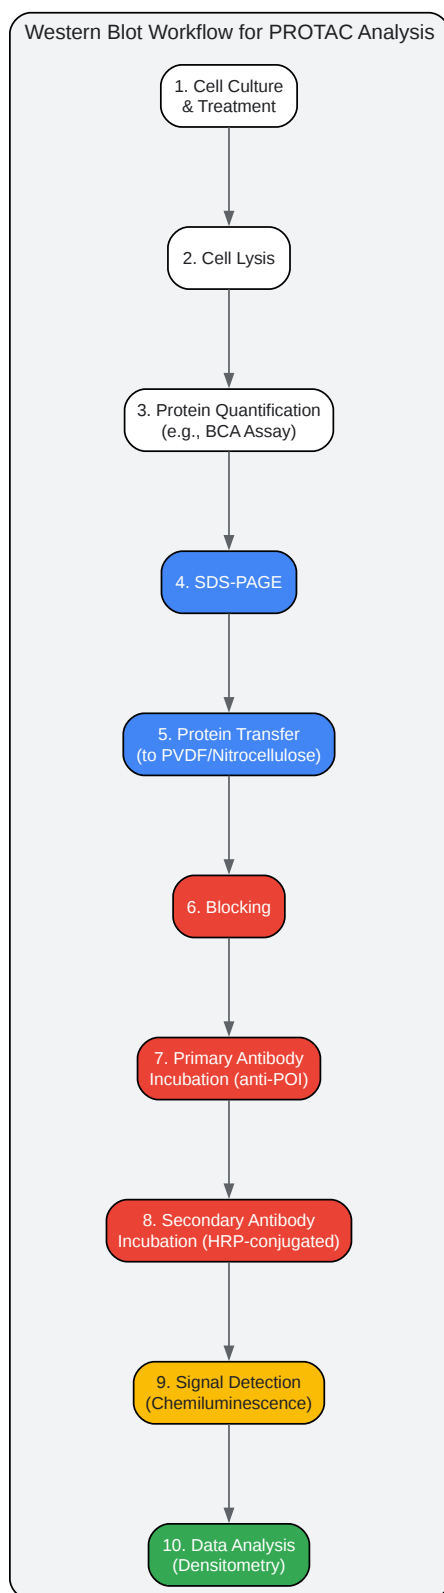 Western Blot Workflow for PROTAC Analysis
1. Cell Culture
& Treatment
2. Cell Lysis
3. Protein Quantification
(e.g., BCA Assay)
4. SDS-PAGE
5. Protein Transfer
(to PVDF/Nitrocellulose)
6. Blocking
7. Primary Antibody
Incubation (anti-POI)
8. Secondary Antibody
Incubation (HRP-conjugated)
9. Signal Detection
(Chemiluminescence)
10. Data Analysis
(Densitometry)